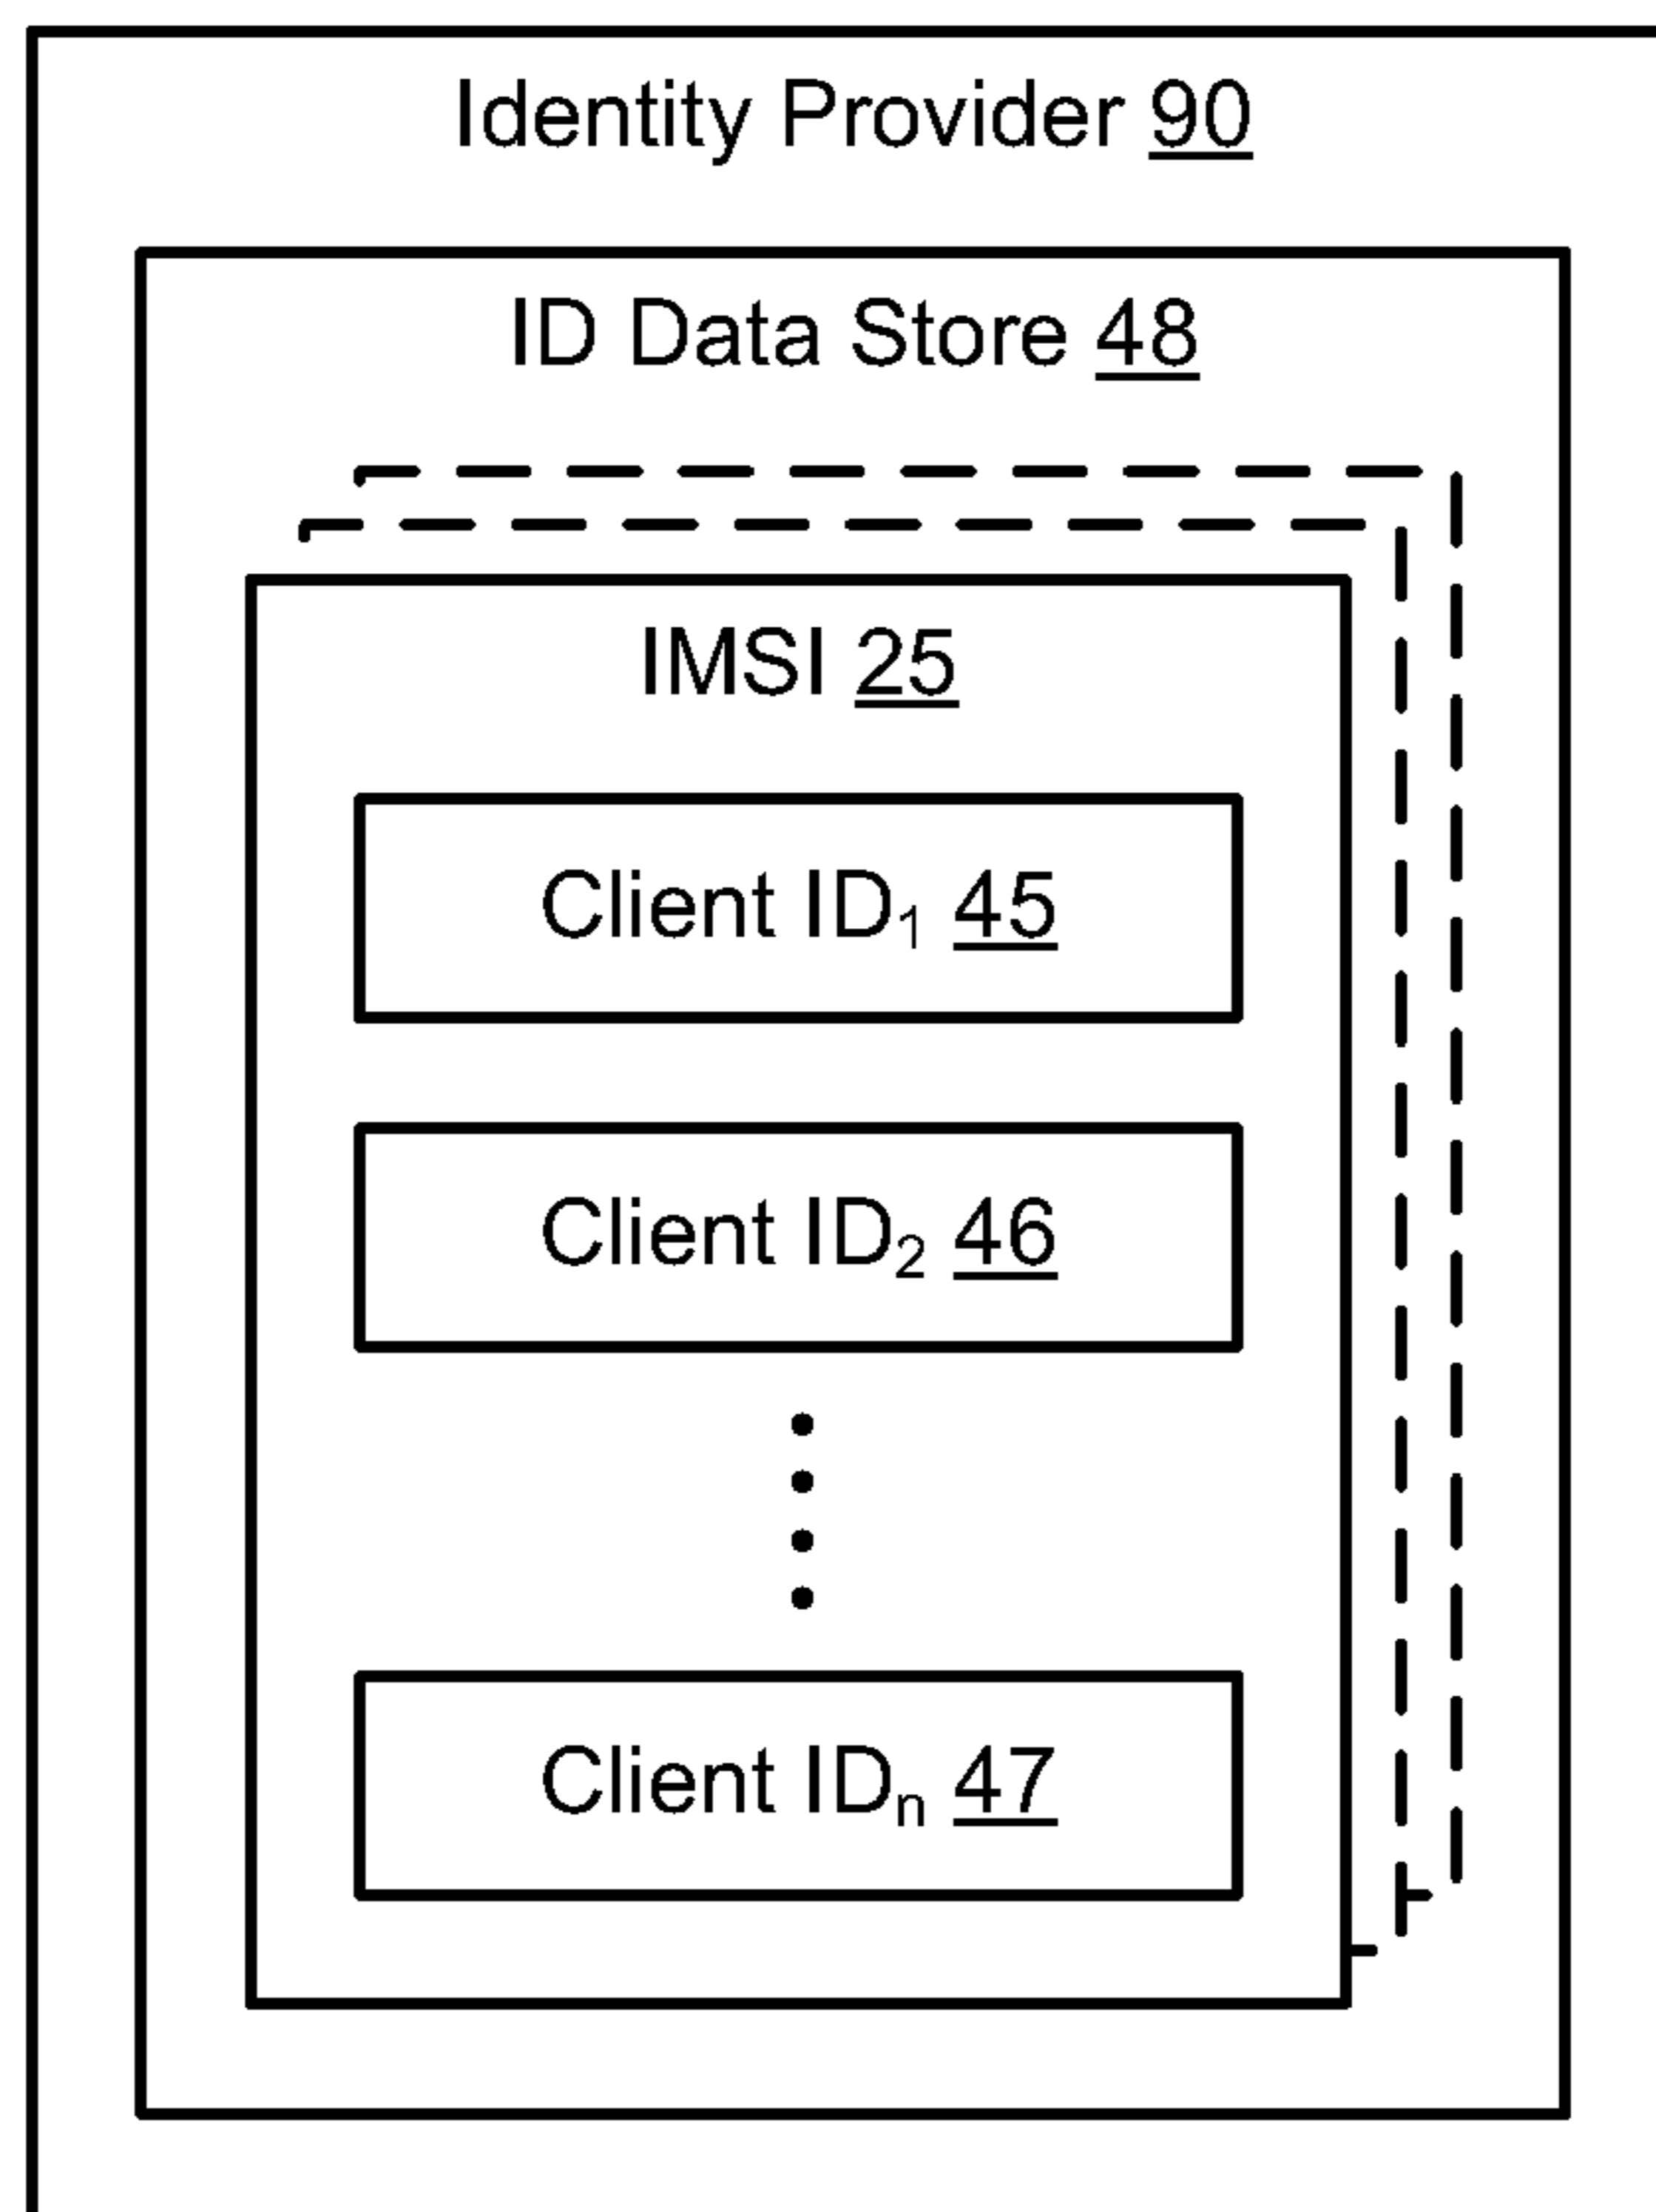 Identity Provider 90
ID Data Store 48
IMSI 25
Client ID₁ 45
Client ID₂ 46
Client IDₙ 47